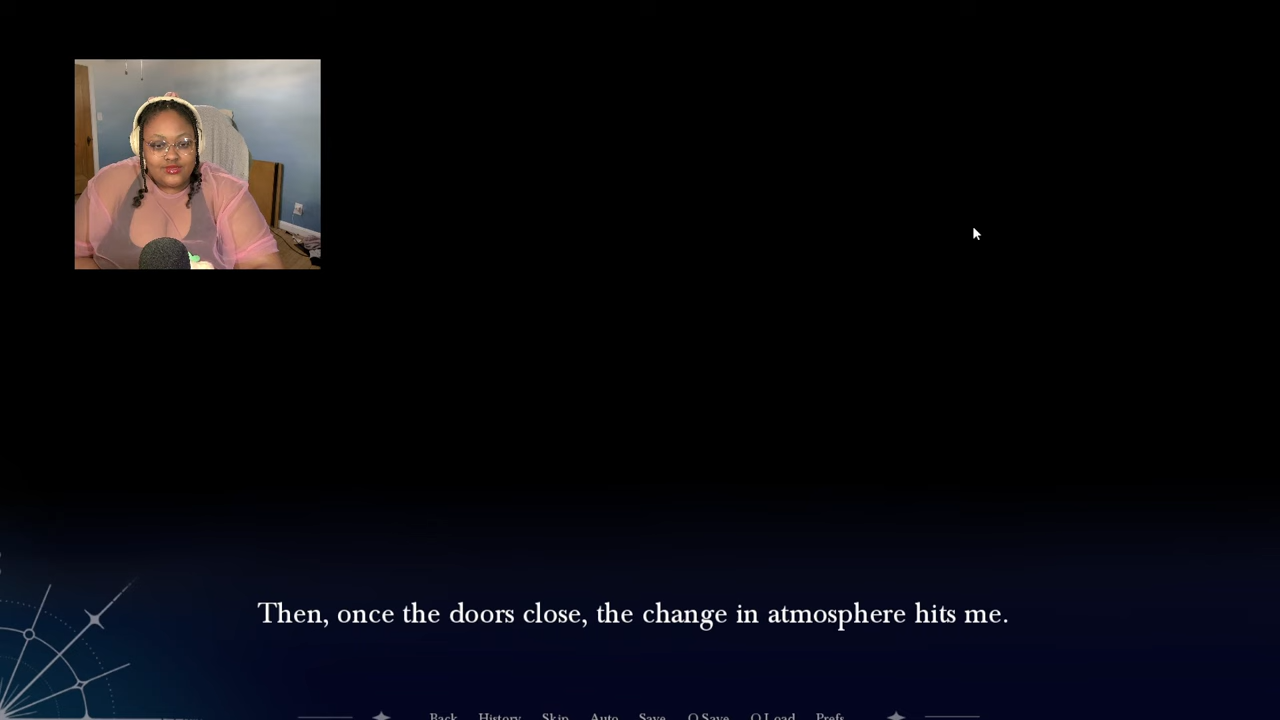 Then, once the doors close, the change in atmosphere hits me.
Back History Skip Auto Save Q.Save Q.Load Prefs